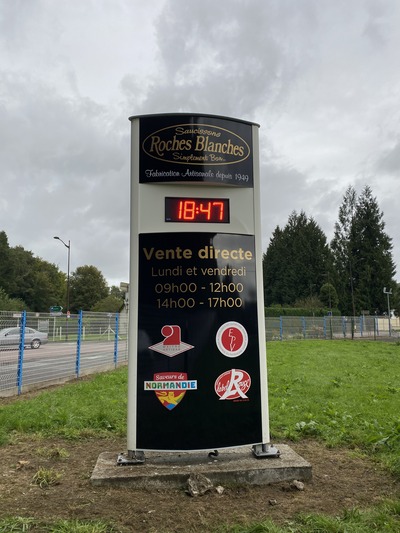 Saucissons
Roches Blanches
Simplement Bon...
Fabrication Artisanale depuis 1949
18:47
Vente directe
Lundi et vendredi
09h00 - 12h00
14h00 - 17h00
EPV
Saveurs de
NORMANDIE
Label Rouge